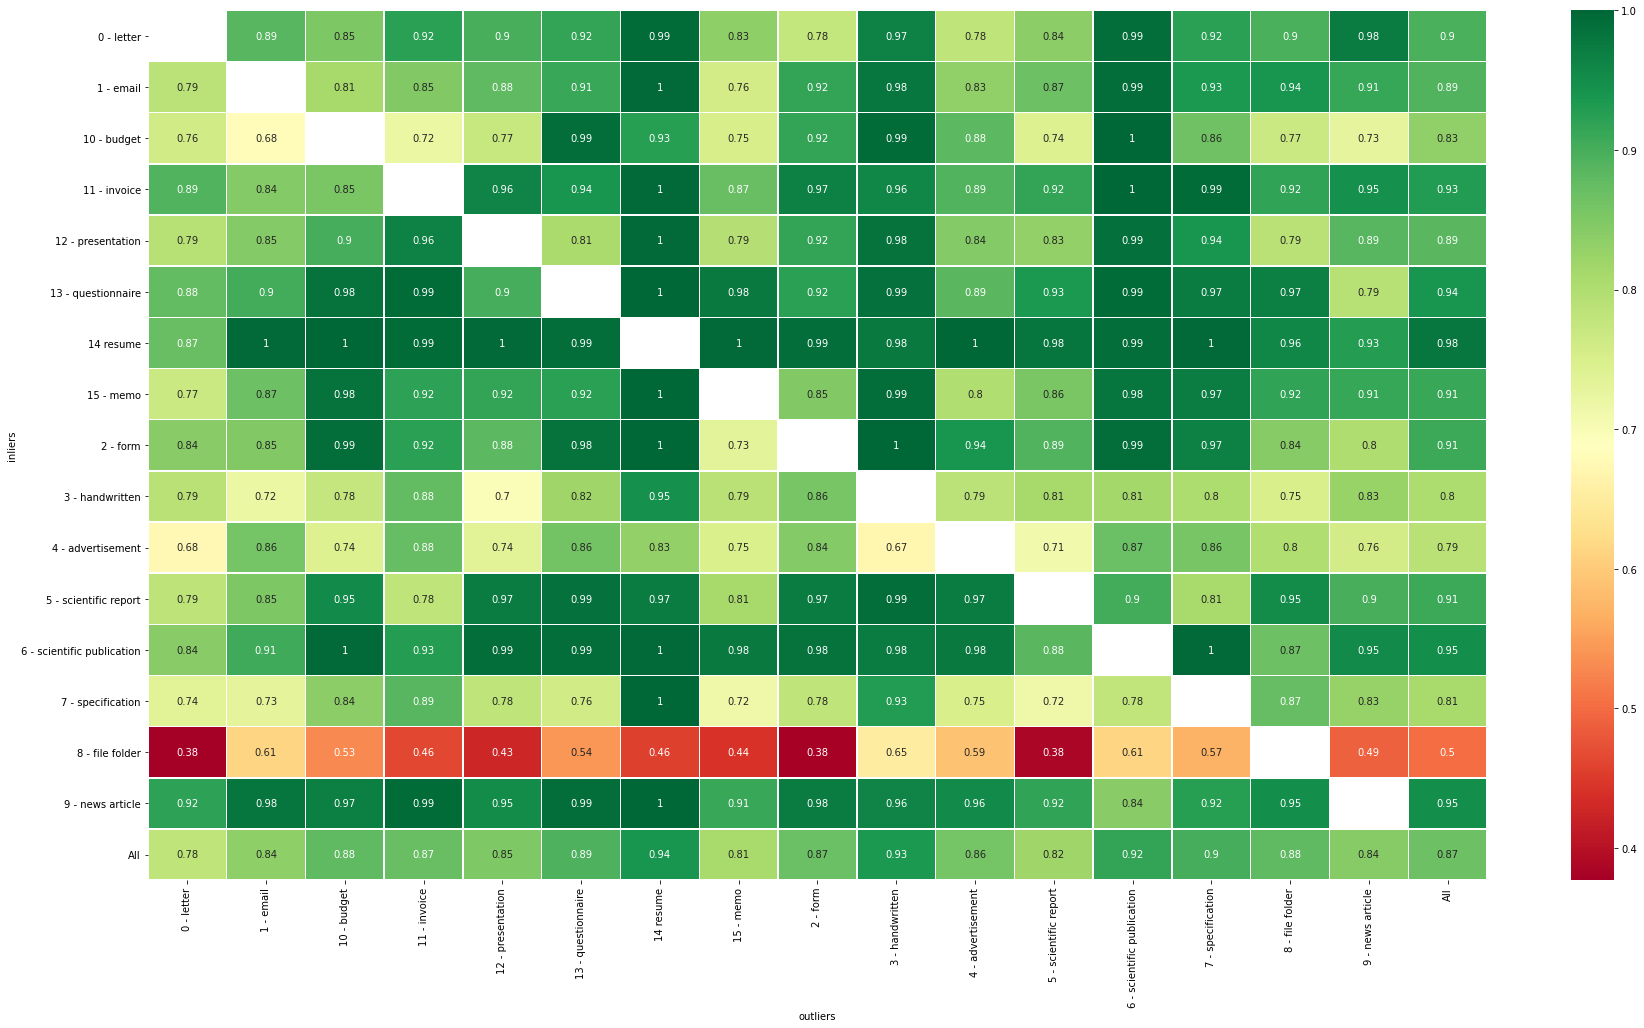 0 - letter 0.89 0.85 0.92 0.9 0.92 0.99 0.83 0.78 0.97 0.78 0.84 0.99 0.92 0.9 0.98 0.9
1 - email 0.79 0.81 0.85 0.88 0.91 1 0.76 0.92 0.98 0.83 0.87 0.99 0.93 0.94 0.91 0.89
10 - budget 0.76 0.68 0.72 0.77 0.99 0.93 0.75 0.92 0.99 0.88 0.74 1 0.86 0.77 0.73 0.83
11 - invoice 0.89 0.84 0.85 0.96 0.94 1 0.87 0.97 0.96 0.89 0.92 1 0.99 0.92 0.95 0.93
12 - presentation 0.79 0.85 0.9 0.96 0.81 1 0.79 0.92 0.98 0.84 0.83 0.99 0.94 0.79 0.89 0.89
13 - questionnaire 0.88 0.9 0.98 0.99 0.9 1 0.98 0.92 0.99 0.89 0.93 0.99 0.97 0.97 0.79 0.94
14 resume 0.87 1 1 0.99 1 0.99 1 0.99 0.98 1 0.98 0.99 1 0.96 0.93 0.98
15 - memo 0.77 0.87 0.98 0.92 0.92 0.92 1 0.85 0.99 0.8 0.86 0.98 0.97 0.92 0.91 0.91
2 - form 0.84 0.85 0.99 0.92 0.88 0.98 1 0.73 1 0.94 0.89 0.99 0.97 0.84 0.8 0.91
3 - handwritten 0.79 0.72 0.78 0.88 0.7 0.82 0.95 0.79 0.86 0.79 0.81 0.81 0.8 0.75 0.83 0.8
4 - advertisement 0.68 0.86 0.74 0.88 0.74 0.86 0.83 0.75 0.84 0.67 0.71 0.87 0.86 0.8 0.76 0.79
5 - scientific report 0.79 0.85 0.95 0.78 0.97 0.99 0.97 0.81 0.97 0.99 0.97 0.9 0.81 0.95 0.9 0.91
6 - scientific publication 0.84 0.91 1 0.93 0.99 0.99 1 0.98 0.98 0.98 0.98 0.88 1 0.87 0.95 0.95
7 - specification 0.74 0.73 0.84 0.89 0.78 0.76 1 0.72 0.78 0.93 0.75 0.72 0.78 0.87 0.83 0.81
8 - file folder 0.38 0.61 0.53 0.46 0.43 0.54 0.46 0.44 0.38 0.65 0.59 0.38 0.61 0.57 0.49 0.5
9 - news article 0.92 0.98 0.97 0.99 0.95 0.99 1 0.91 0.98 0.96 0.96 0.92 0.84 0.92 0.95 0.95
All 0.78 0.84 0.88 0.87 0.85 0.89 0.94 0.81 0.87 0.93 0.86 0.82 0.92 0.9 0.88 0.84 0.87
inliers
0 - letter
1 - email
10 - budget
11 - invoice
12 - presentation
13 - questionnaire
14 resume
15 - memo
2 - form
3 - handwritten
4 - advertisement
5 - scientific report
6 - scientific publication
7 - specification
8 - file folder
9 - news article
All
outliers
1.0
0.9
0.8
0.7
0.6
0.5
0.4